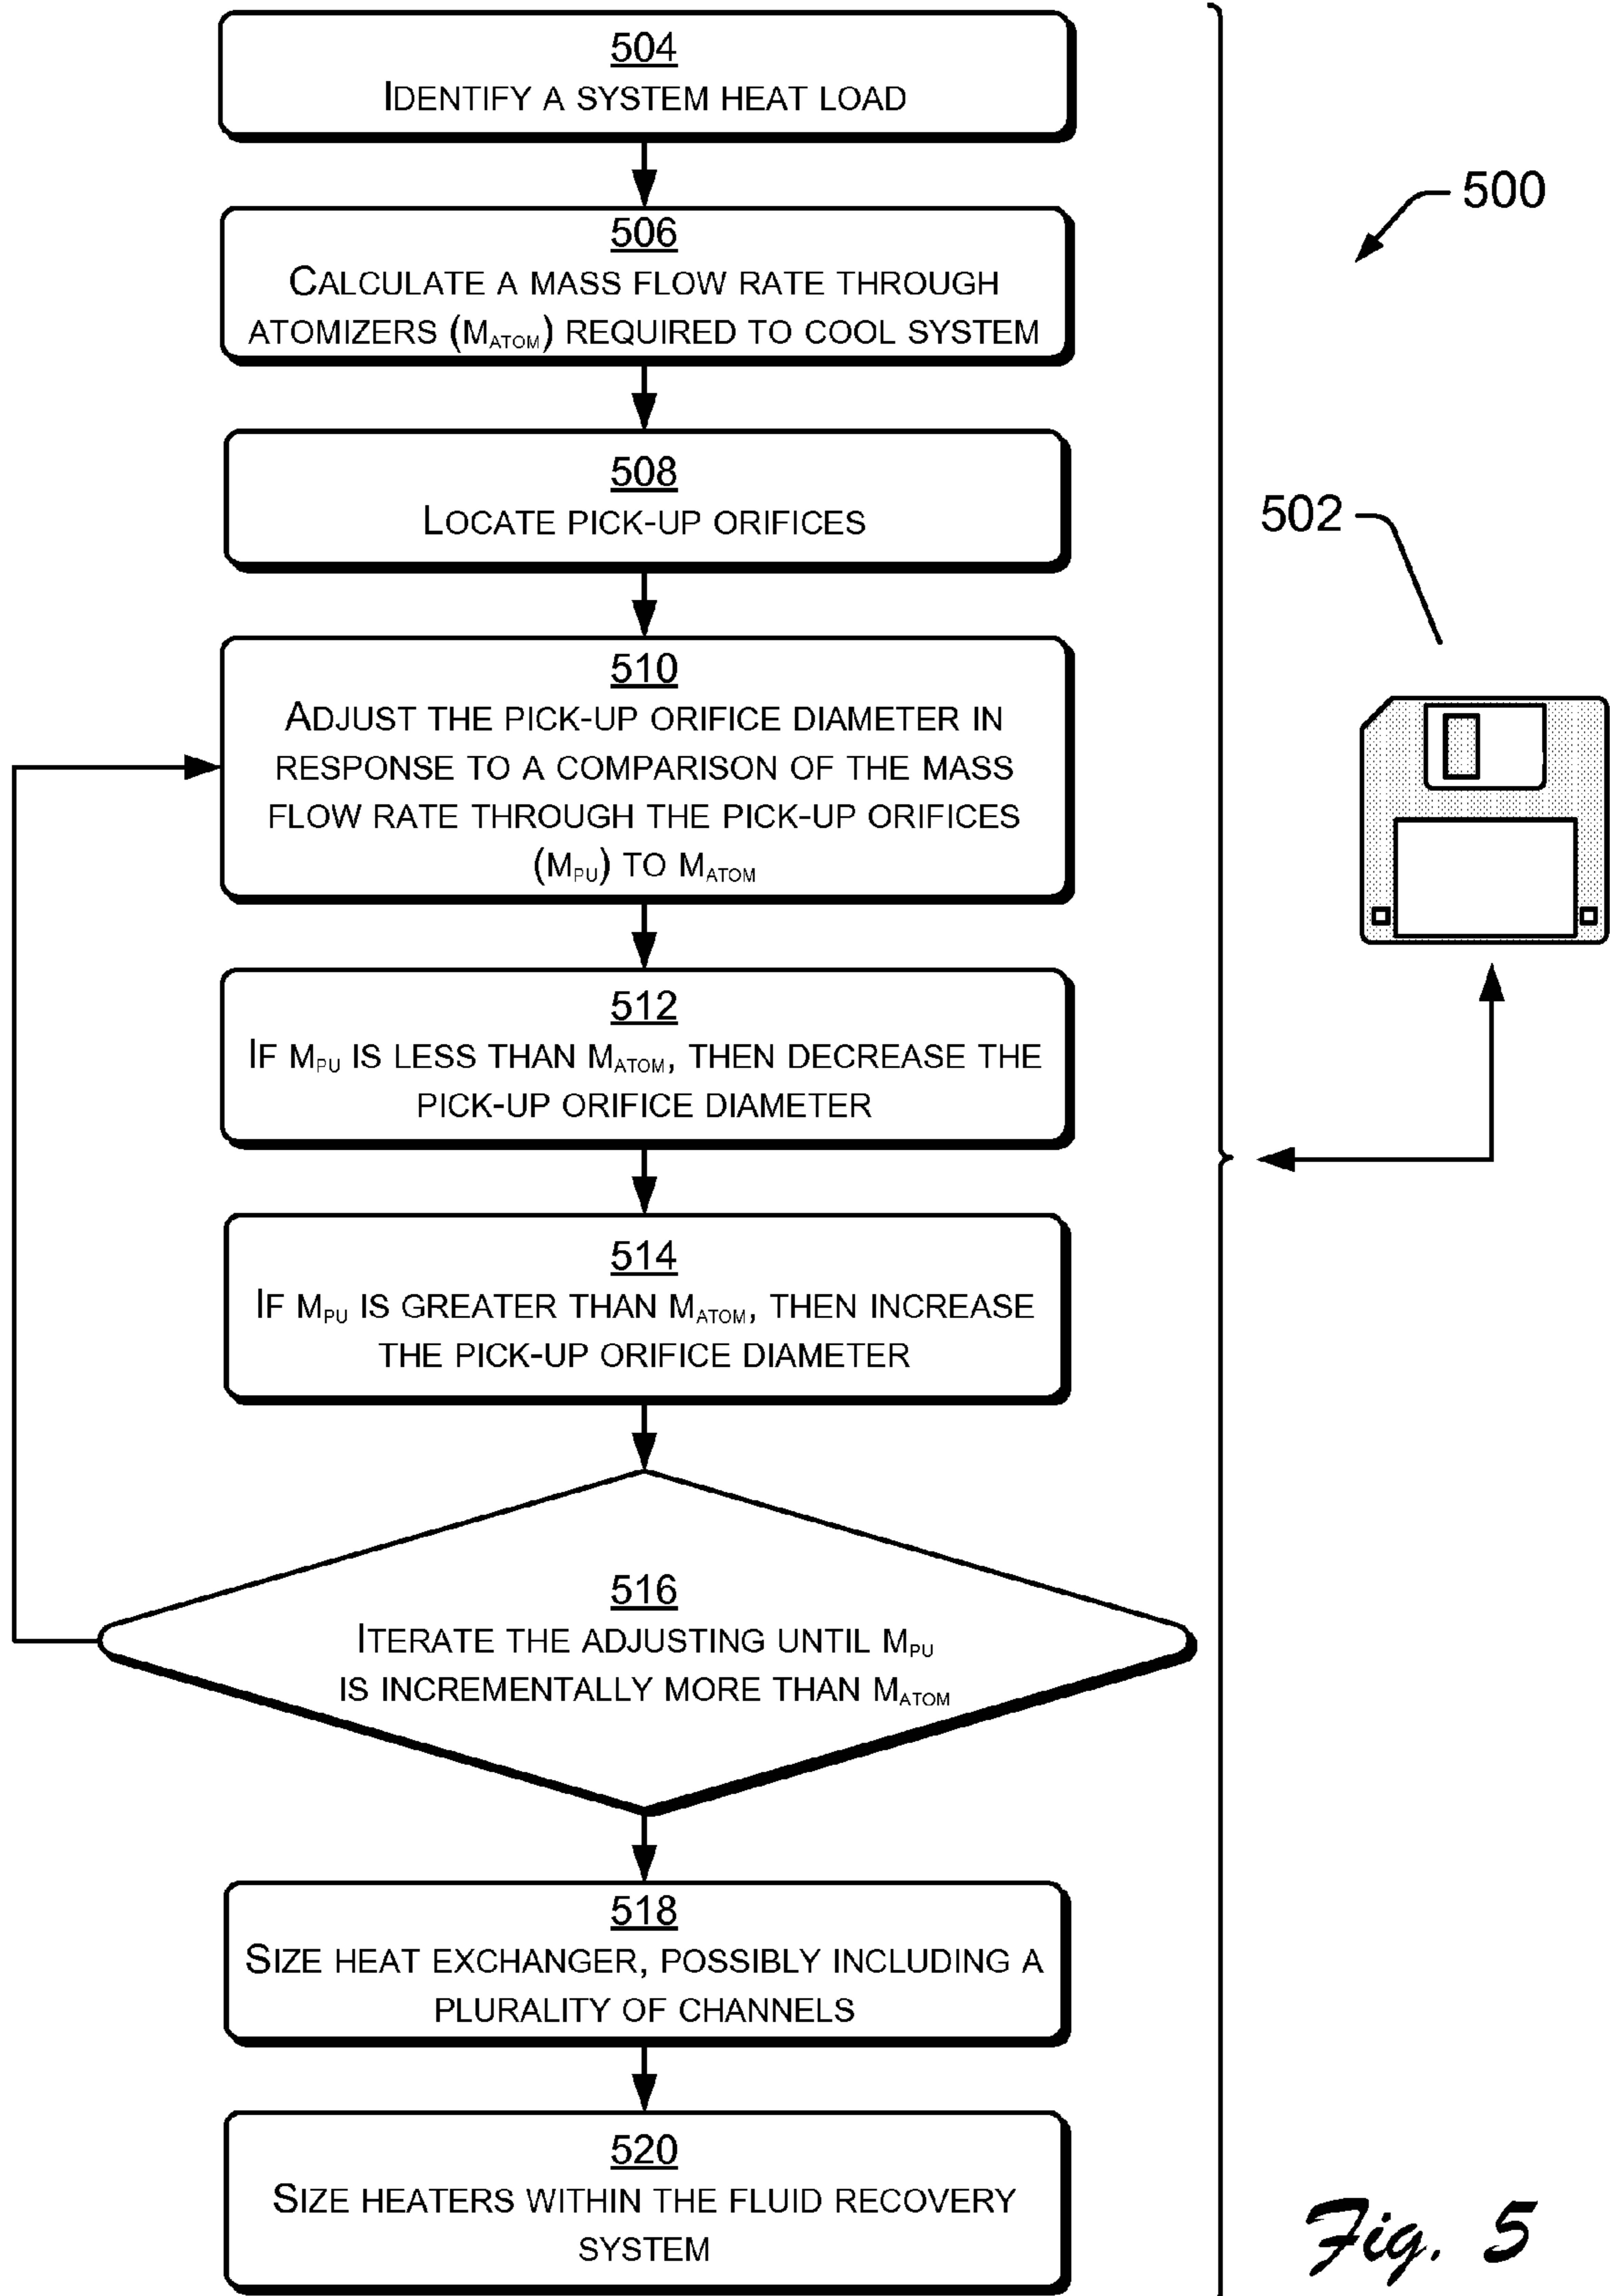 504
IDENTIFY A SYSTEM HEAT LOAD
506
CALCULATE A MASS FLOW RATE THROUGH
ATOMIZERS (MATOM) REQUIRED TO COOL SYSTEM
508
LOCATE PICK-UP ORIFICES
510
ADJUST THE PICK-UP ORIFICE DIAMETER IN
RESPONSE TO A COMPARISON OF THE MASS
FLOW RATE THROUGH THE PICK-UP ORIFICES
(MPU) TO MATOM
512
IF MPU IS LESS THAN MATOM, THEN DECREASE THE
PICK-UP ORIFICE DIAMETER
514
IF MPU IS GREATER THAN MATOM, THEN INCREASE
THE PICK-UP ORIFICE DIAMETER
516
ITERATE THE ADJUSTING UNTIL MPU
IS INCREMENTALLY MORE THAN MATOM
518
SIZE HEAT EXCHANGER, POSSIBLY INCLUDING A
PLURALITY OF CHANNELS
520
SIZE HEATERS WITHIN THE FLUID RECOVERY
SYSTEM
500
502
Fig. 5